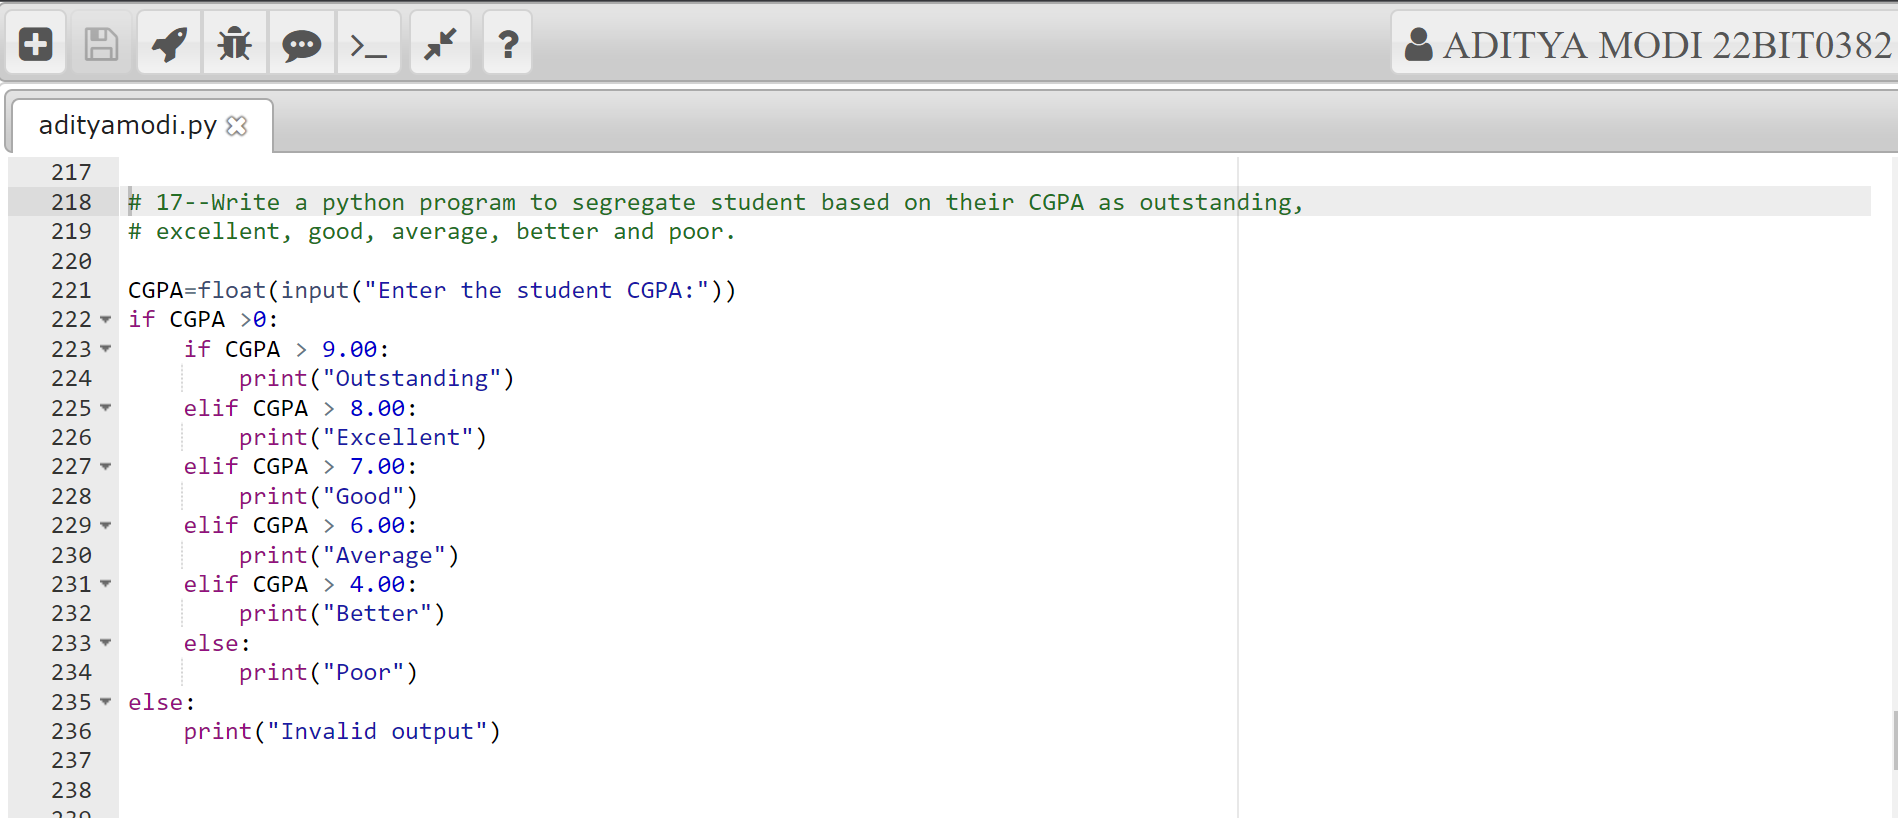 ADITYA MODI 22BIT0382
adityamodi.py
217
218 # 17--Write a python program to segregate student based on their CGPA as outstanding,
219 # excellent, good, average, better and poor.
220
221 CGPA=float(input("Enter the student CGPA:"))
222 if CGPA >0:
223     if CGPA > 9.00:
224         print("Outstanding")
225     elif CGPA > 8.00:
226         print("Excellent")
227     elif CGPA > 7.00:
228         print("Good")
229     elif CGPA > 6.00:
230         print("Average")
231     elif CGPA > 4.00:
232         print("Better")
233     else:
234         print("Poor")
235 else:
236     print("Invalid output")
237
238
239